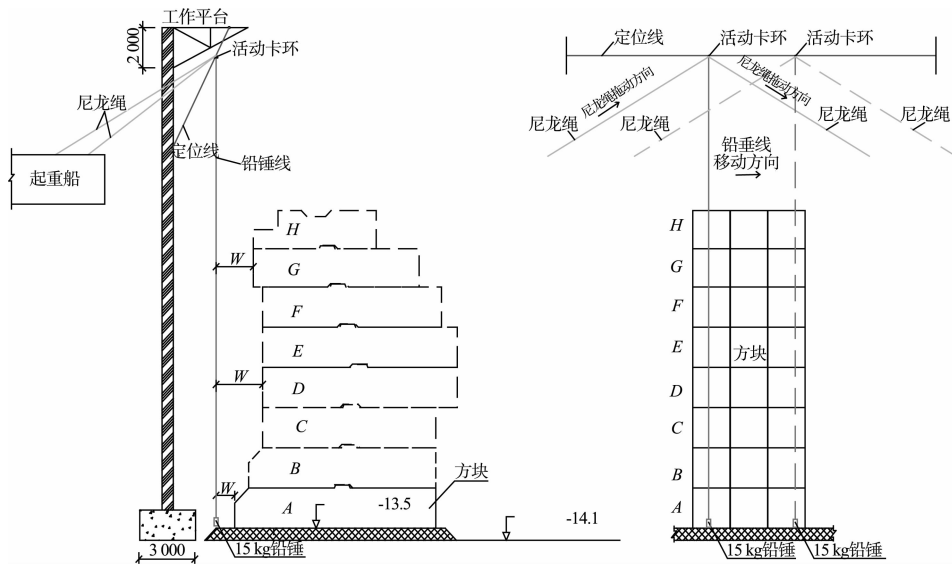 工作平台
2 000
活动卡环
尼龙绳
定位线
铅锤线
起重船
H
W
G
F
E
W
D
C
B
W
A
方块
-13.5
-14.1
15 kg铅锤
3 000
定位线
活动卡环
活动卡环
尼龙绳拖动方向
尼龙绳拖动方向
尼龙绳
尼龙绳
尼龙绳
尼龙绳
铅垂线
移动方向
H
G
F
E
方块
D
C
B
A
15 kg铅锤
15 kg铅锤